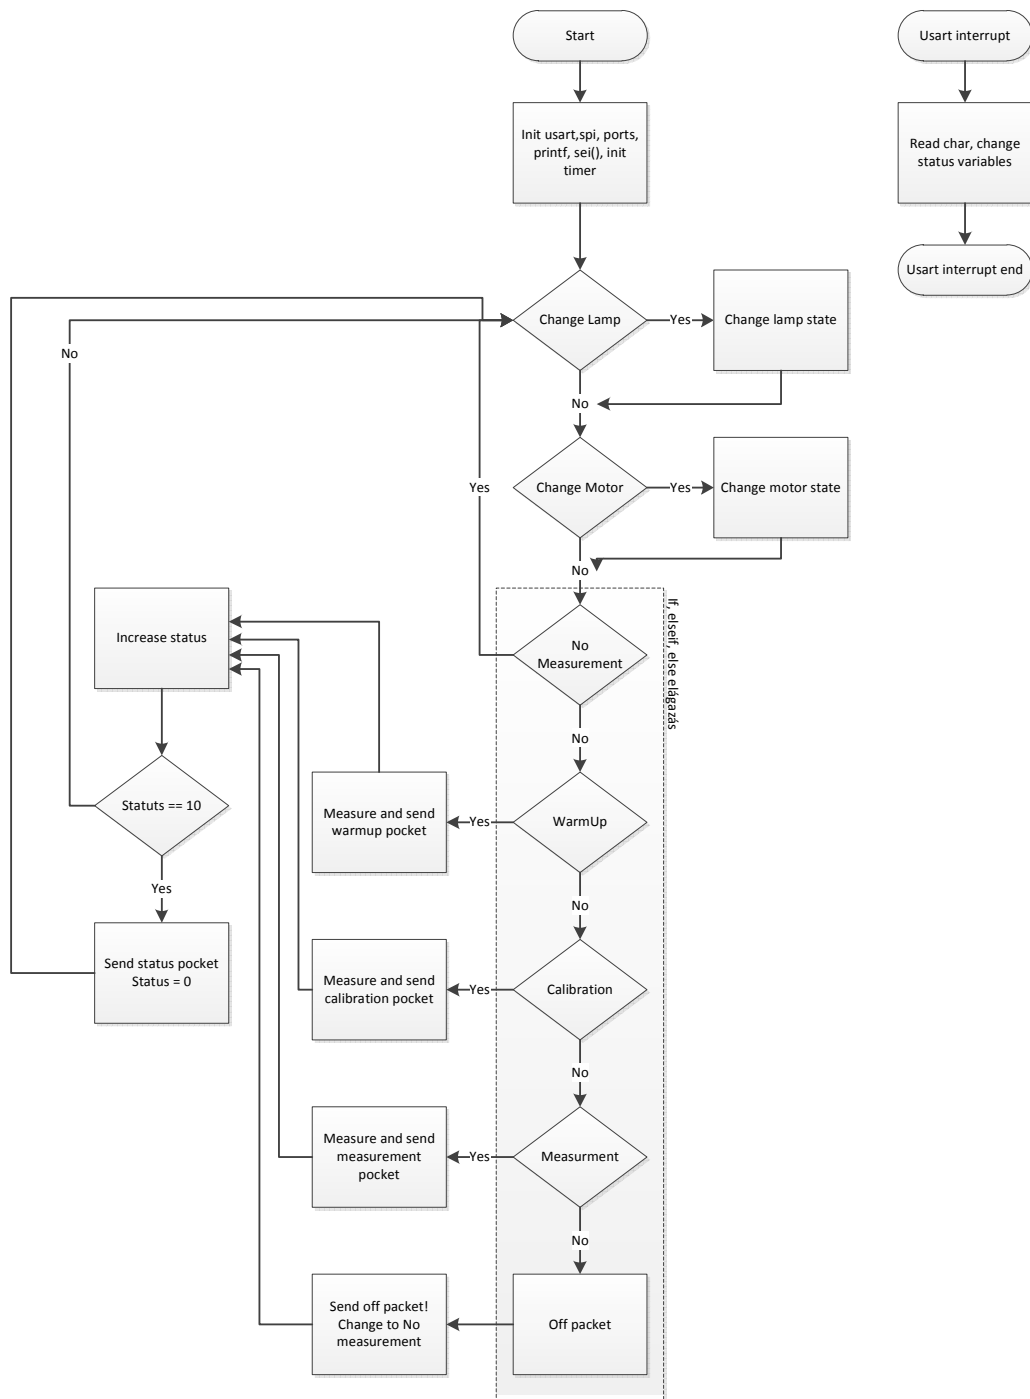 Start
Usart interrupt
Init usart,spi, ports,
printf, sei(), init
timer
Read char, change
status variables
Usart interrupt end
Change Lamp
Yes
Change lamp state
No
No
Change Motor
Yes
Change motor state
Yes
No
If, elseif, else elágazás
Increase status
No
Measurement
No
Statuts == 10
Measure and send
warmup pocket
Yes
WarmUp
Yes
No
Send status pocket
Status = 0
Measure and send
calibration pocket
Yes
Calibration
No
Measure and send
measurement
pocket
Yes
Measurment
No
Send off packet!
Change to No
measurement
Off packet